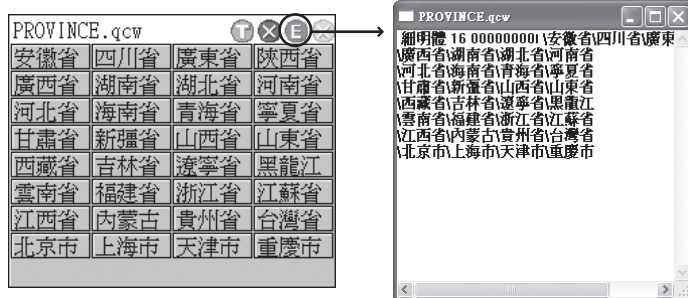 PROVINCE.qcw T X E X
安徽省 四川省 廣東省 陝西省
廣西省 湖南省 湖北省 河南省
河北省 海南省 青海省 寧夏省
甘肅省 新疆省 山西省 山東省
西藏省 吉林省 遼寧省 黑龍江
雲南省 福建省 浙江省 江蘇省
江西省 內蒙古 貴州省 台灣省
北京市 上海市 天津市 重慶市
PROVINCE.qcw
細明體 16 00000000I \安徽省\四川省\廣東
\廣西省\湖南省\湖北省\河南省
\河北省\海南省\青海省\寧夏省
\甘肅省\新疆省\山西省\山東省
\西藏省\吉林省\遼寧省\黑龍江
\雲南省\福建省\浙江省\江蘇省
\江西省\內蒙古\貴州省\台灣省
\北京市\上海市\天津市\重慶市